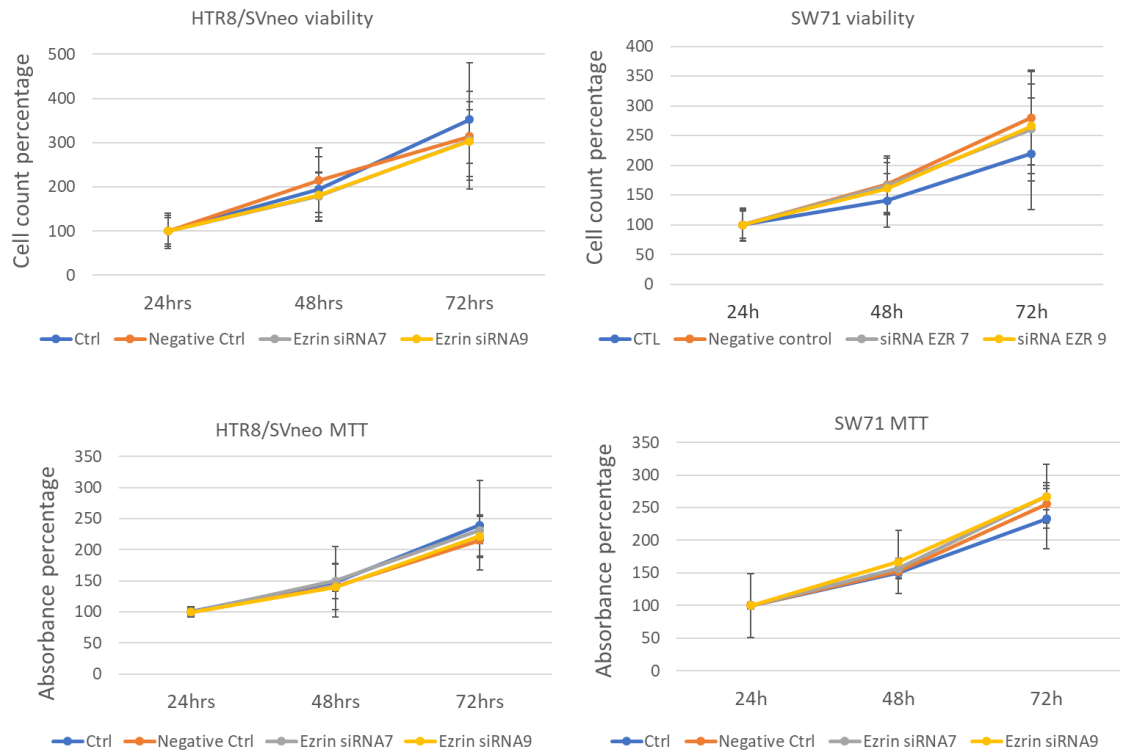 HTR8/SVneo viability
Cell count percentage
500
400
300
200
100
0
24hrs 48hrs 72hrs
Ctrl Negative Ctrl Ezrin siRNA7 Ezrin siRNA9
SW71 viability
Cell count percentage
400
350
300
250
200
150
100
50
0
24h 48h 72h
CTL Negative control siRNA EZR 7 siRNA EZR 9
HTR8/SVneo MTT
Absorbance percentage
350
300
250
200
150
100
50
0
24hrs 48hrs 72hrs
Ctrl Negative Ctrl Ezrin siRNA7 Ezrin siRNA9
SW71 MTT
Absorbance percentage
350
300
250
200
150
100
50
0
24h 48h 72h
Ctrl Negative Ctrl Ezrin siRNA7 Ezrin siRNA9